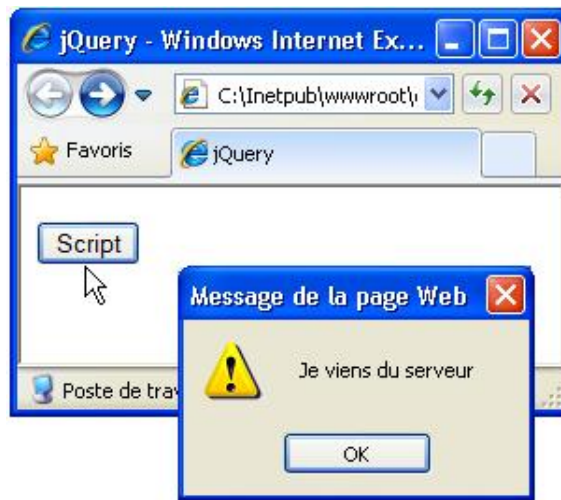 jQuery - Windows Internet Ex...
C:\Inetpub\wwwroot\
Favoris
jQuery
Script
Message de la page Web
Je viens du serveur
Poste de
OK